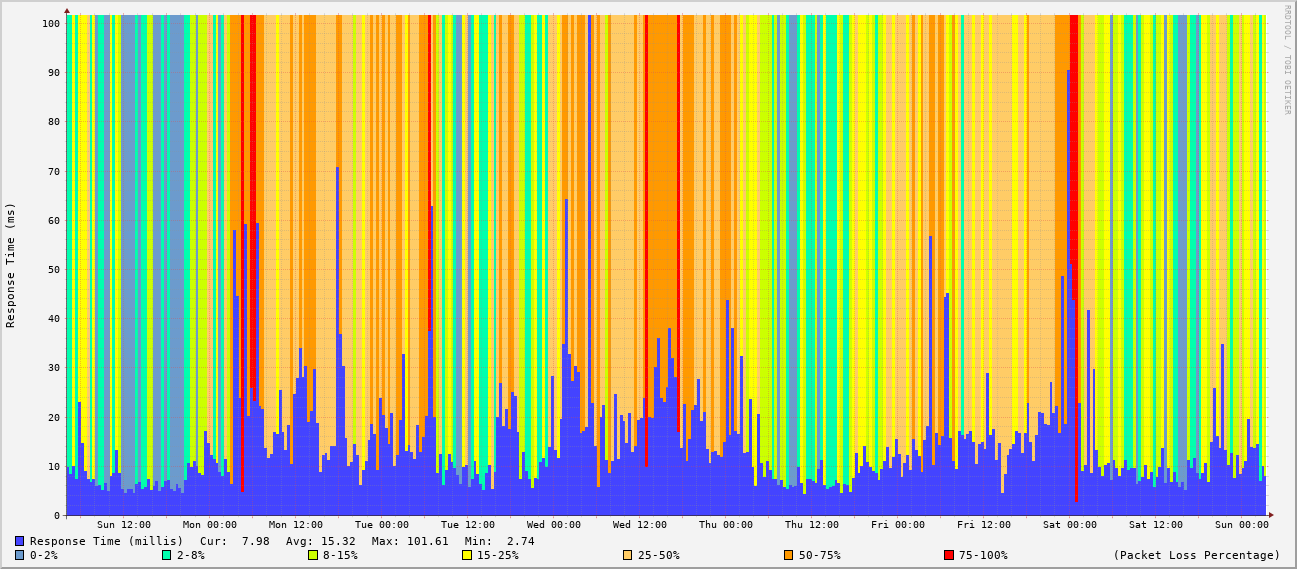 RRDTOOL / TOBI OETIKER
Response Time (ms)
100
90
80
70
60
50
40
30
20
10
0
Sun 12:00 Mon 00:00 Mon 12:00 Tue 00:00 Tue 12:00 Wed 00:00 Wed 12:00 Thu 00:00 Thu 12:00 Fri 00:00 Fri 12:00 Sat 00:00 Sat 12:00 Sun 00:00
Response Time (millis) Cur: 7.98 Avg: 15.32 Max: 101.61 Min: 2.74
0-2% 2-8% 8-15% 15-25% 25-50% 50-75% 75-100% (Packet Loss Percentage)